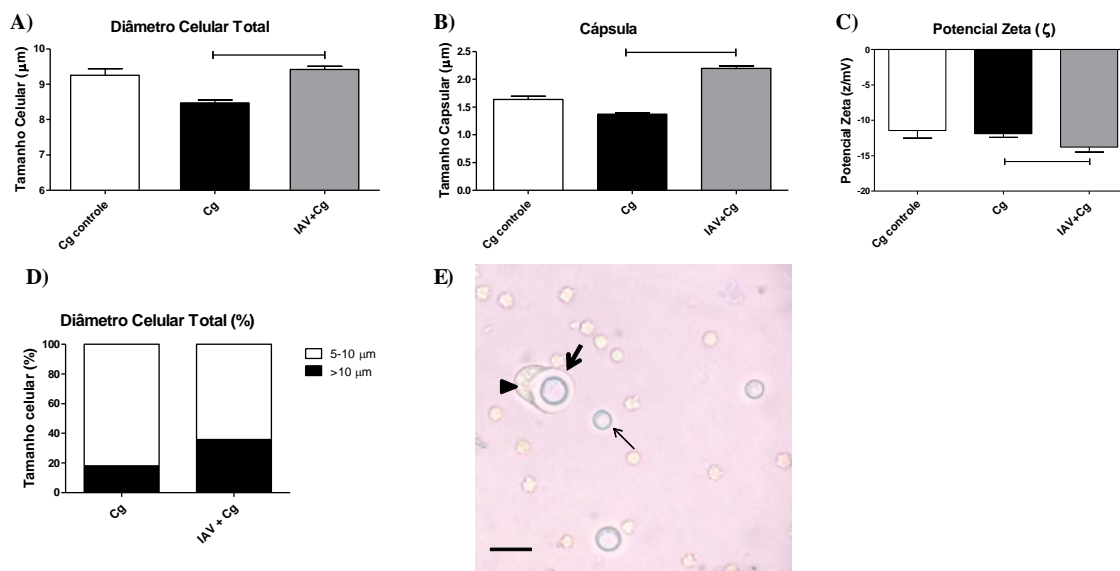 A)
Diâmetro Celular Total
Tamanho Celular (μm)
10
9
8
7
6
Cg controle
Cg
IAV+Cg
B)
Cápsula
Tamanho Capsular (μm)
2.5
2.0
1.5
1.0
0.5
0.0
Cg controle
Cg
IAV+Cg
C)
Potencial Zeta (ζ)
Potencial Zeta (z/mV)
0
-5
-10
-15
-20
Cg controle
Cg
IAV+Cg
D)
Diâmetro Celular Total (%)
Tamanho celular (%)
100
80
60
40
20
0
Cg
IAV + Cg
5-10 μm
>10 μm
E)